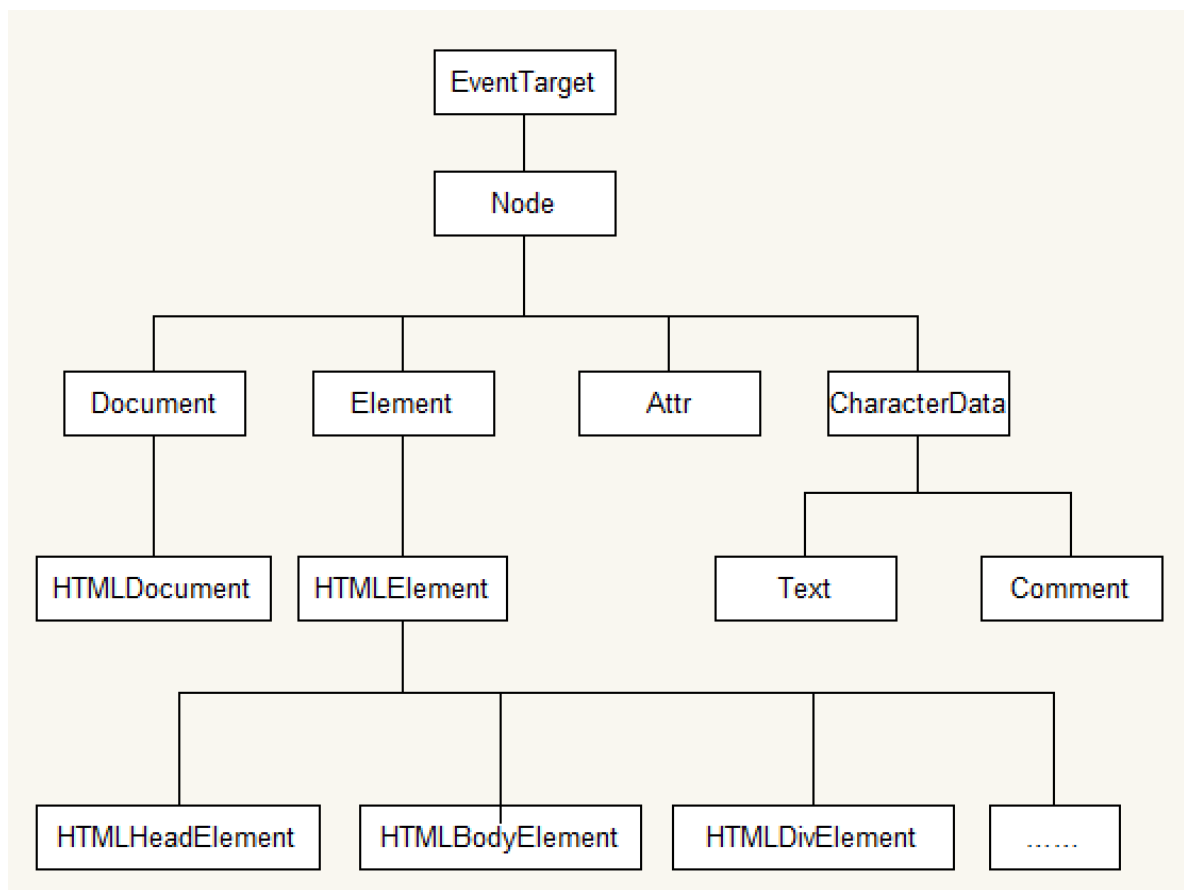 EventTarget
Node
Document
Element
Attr
CharacterData
HTMLDocument
HTMLElement
Text
Comment
HTMLHeadElement
HTMLBodyElement
HTMLDivElement
……